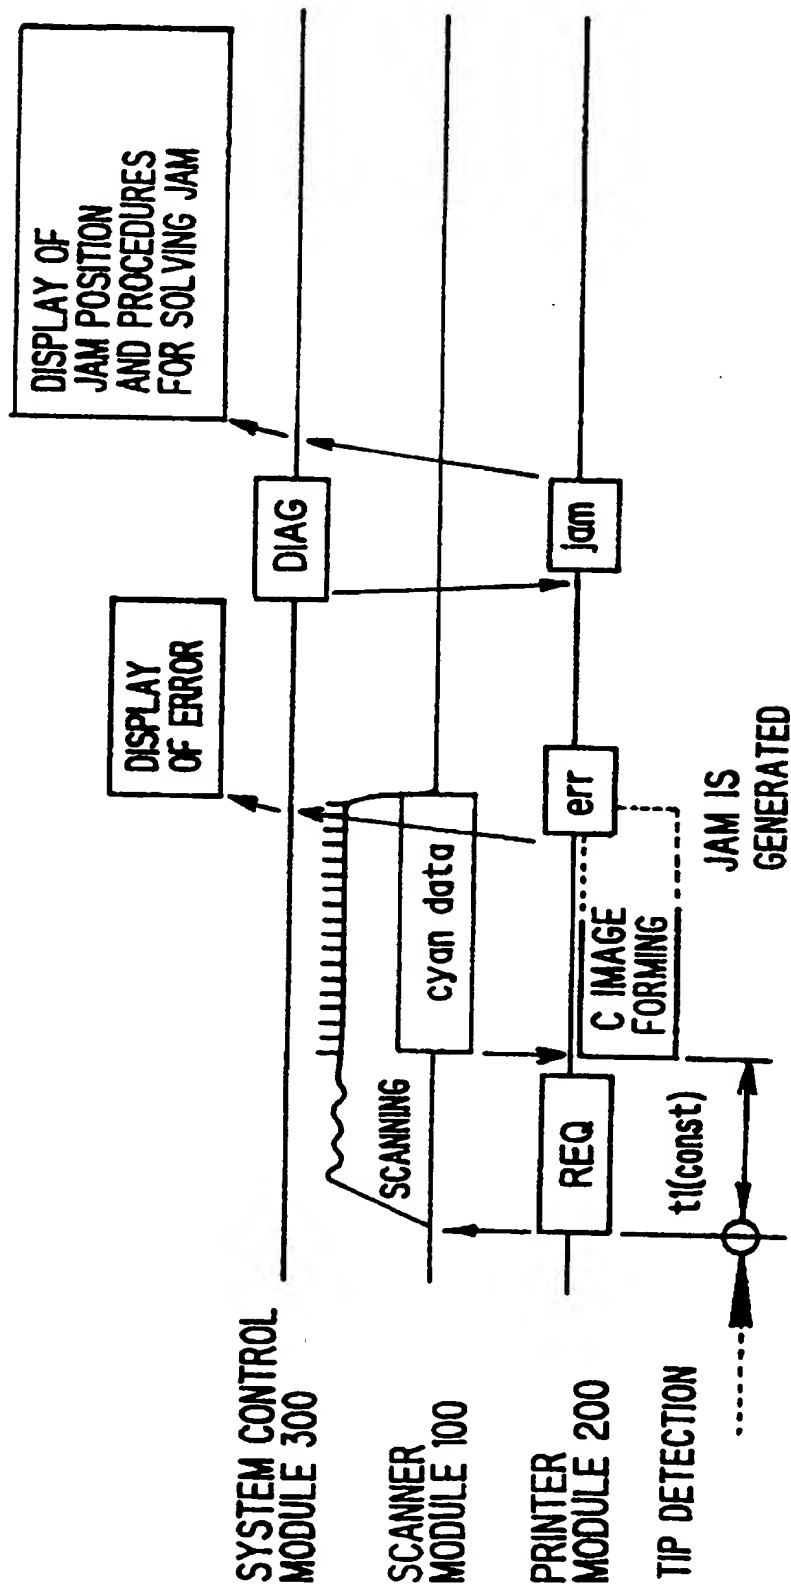 DISPLAY OF
JAM POSITION
AND PROCEDURES
FOR SOLVING JAM
DISPLAY
OF ERROR
SYSTEM CONTROL
MODULE 300
DIAG
SCANNING
SCANNER
MODULE 100
cyan data
PRINTER
MODULE 200
REQ
C IMAGE
FORMING
err
jam
TIP DETECTION
t1(const)
JAM IS
GENERATED